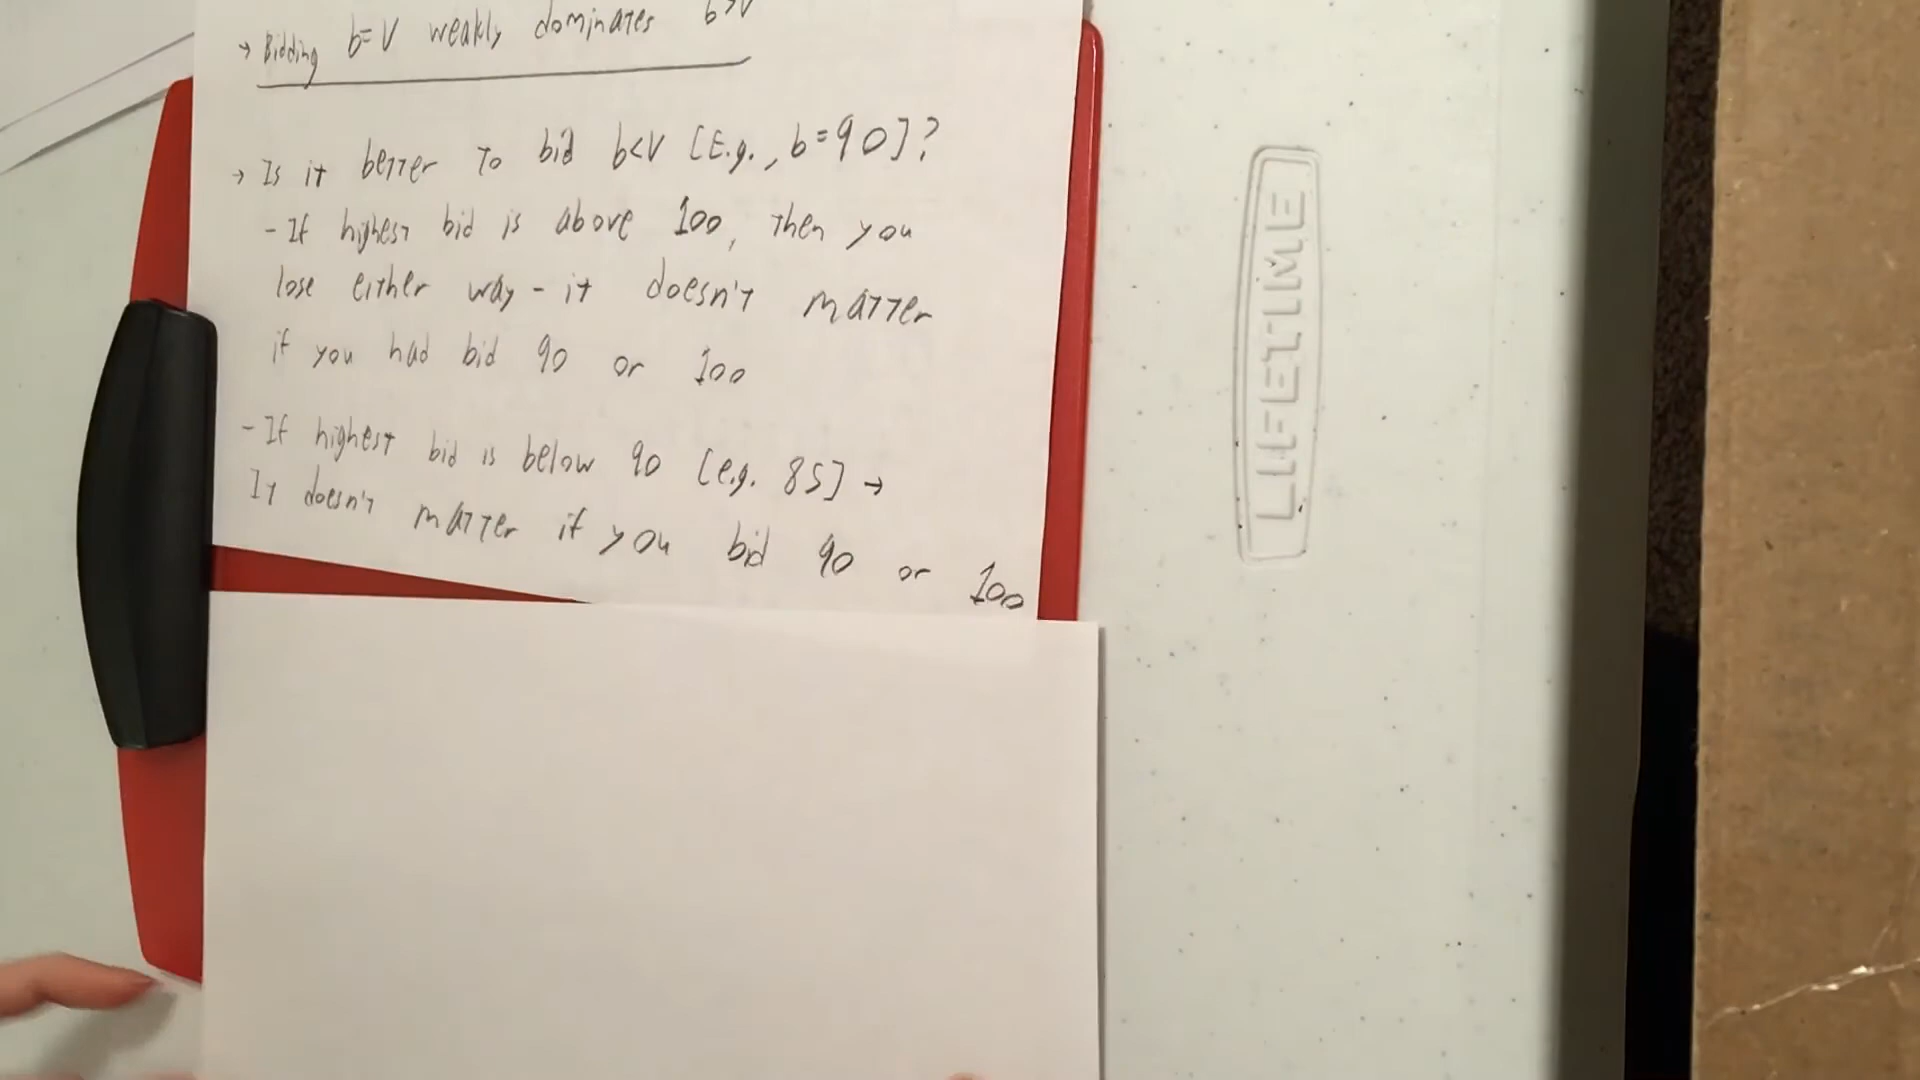 → Bidding b=V weakly dominates b>V
→ Is it better to bid b<V [E.g., b=90]?
- If highest bid is above 100, then you
lose either way - it doesn't matter
if you had bid 90 or 100
- If highest bid is below 90 [e.g. 85] →
It doesn't matter if you bid 90 or 100
LIFETIME